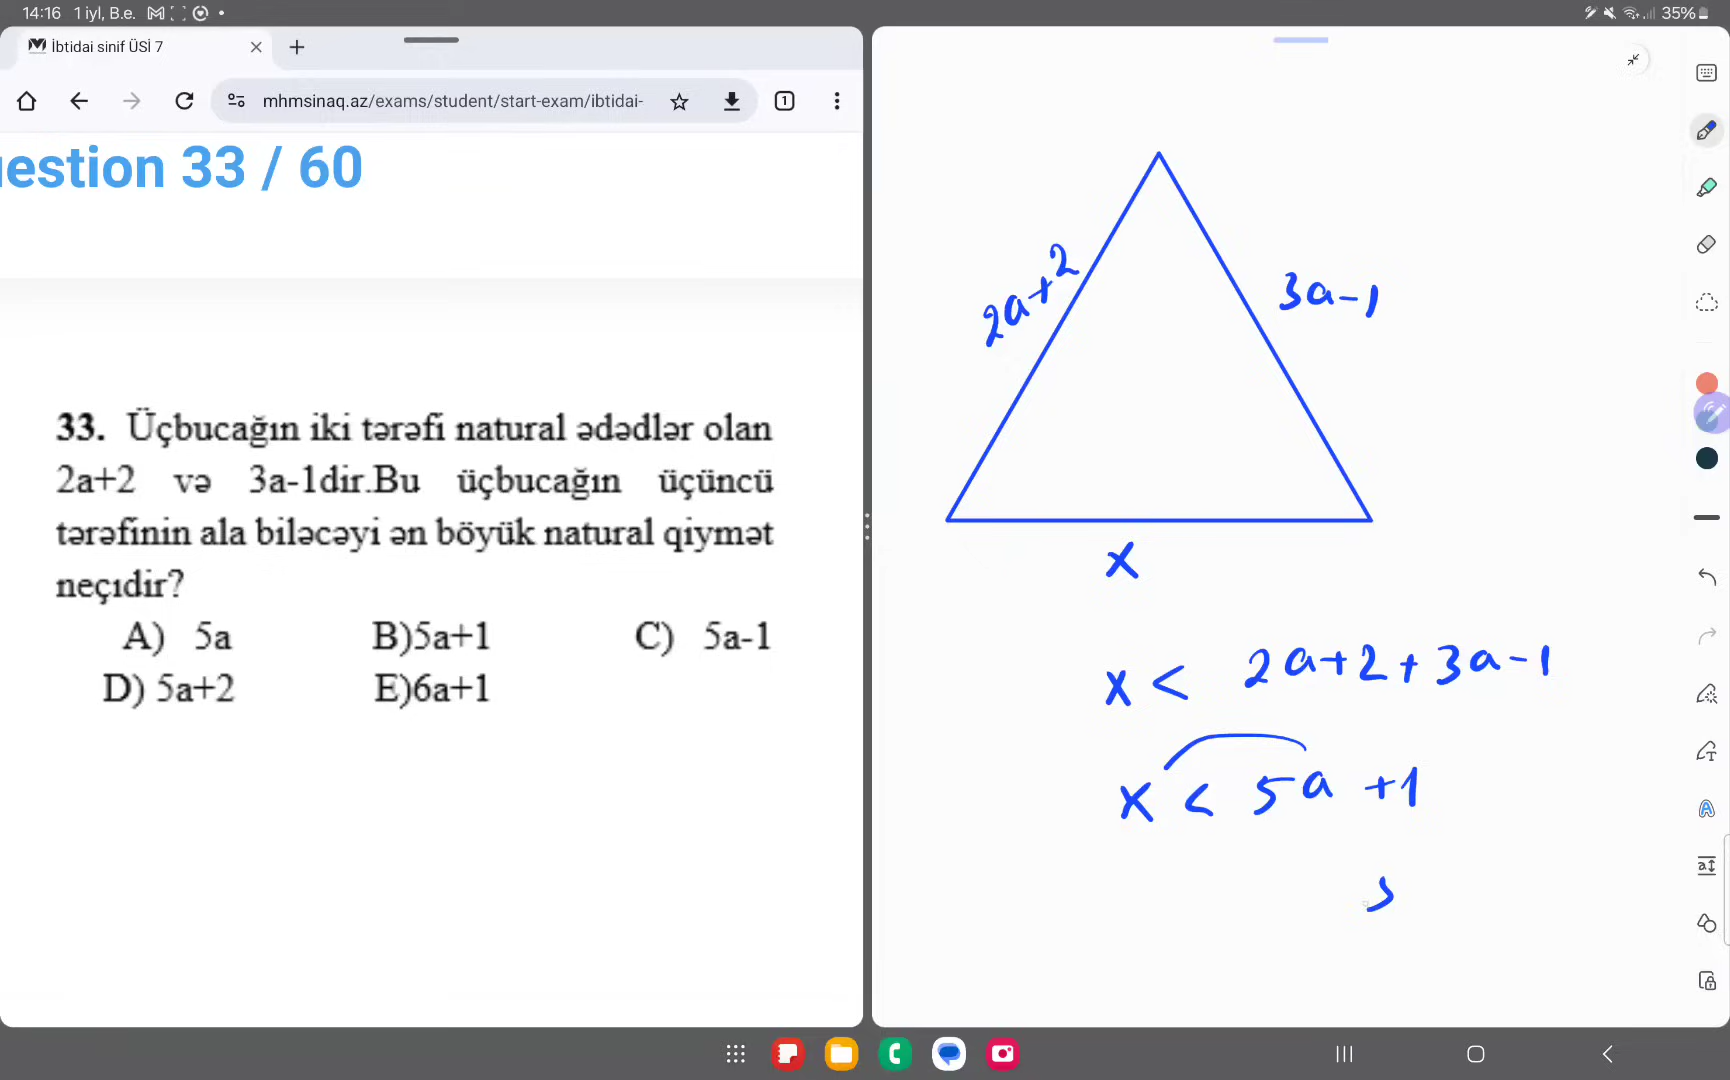 14:16 1 iyl, B.e.
35%
İbtidai sinif ÜSİ 7
mhmsinaq.az/exams/student/start-exam/ibtidai-
1
uestion 33 / 60
33. Üçbucağın iki tərəfi natural ədədlər olan
2a+2 və 3a-1dir.Bu üçbucağın üçüncü
tərəfinin ala biləcəyi ən böyük natural qiymət
neçıdir?
A) 5a B)5a+1 C) 5a-1
D) 5a+2 E)6a+1
2a+2
3a-1
x
x < 2a+2+3a-1
x < 5a +1